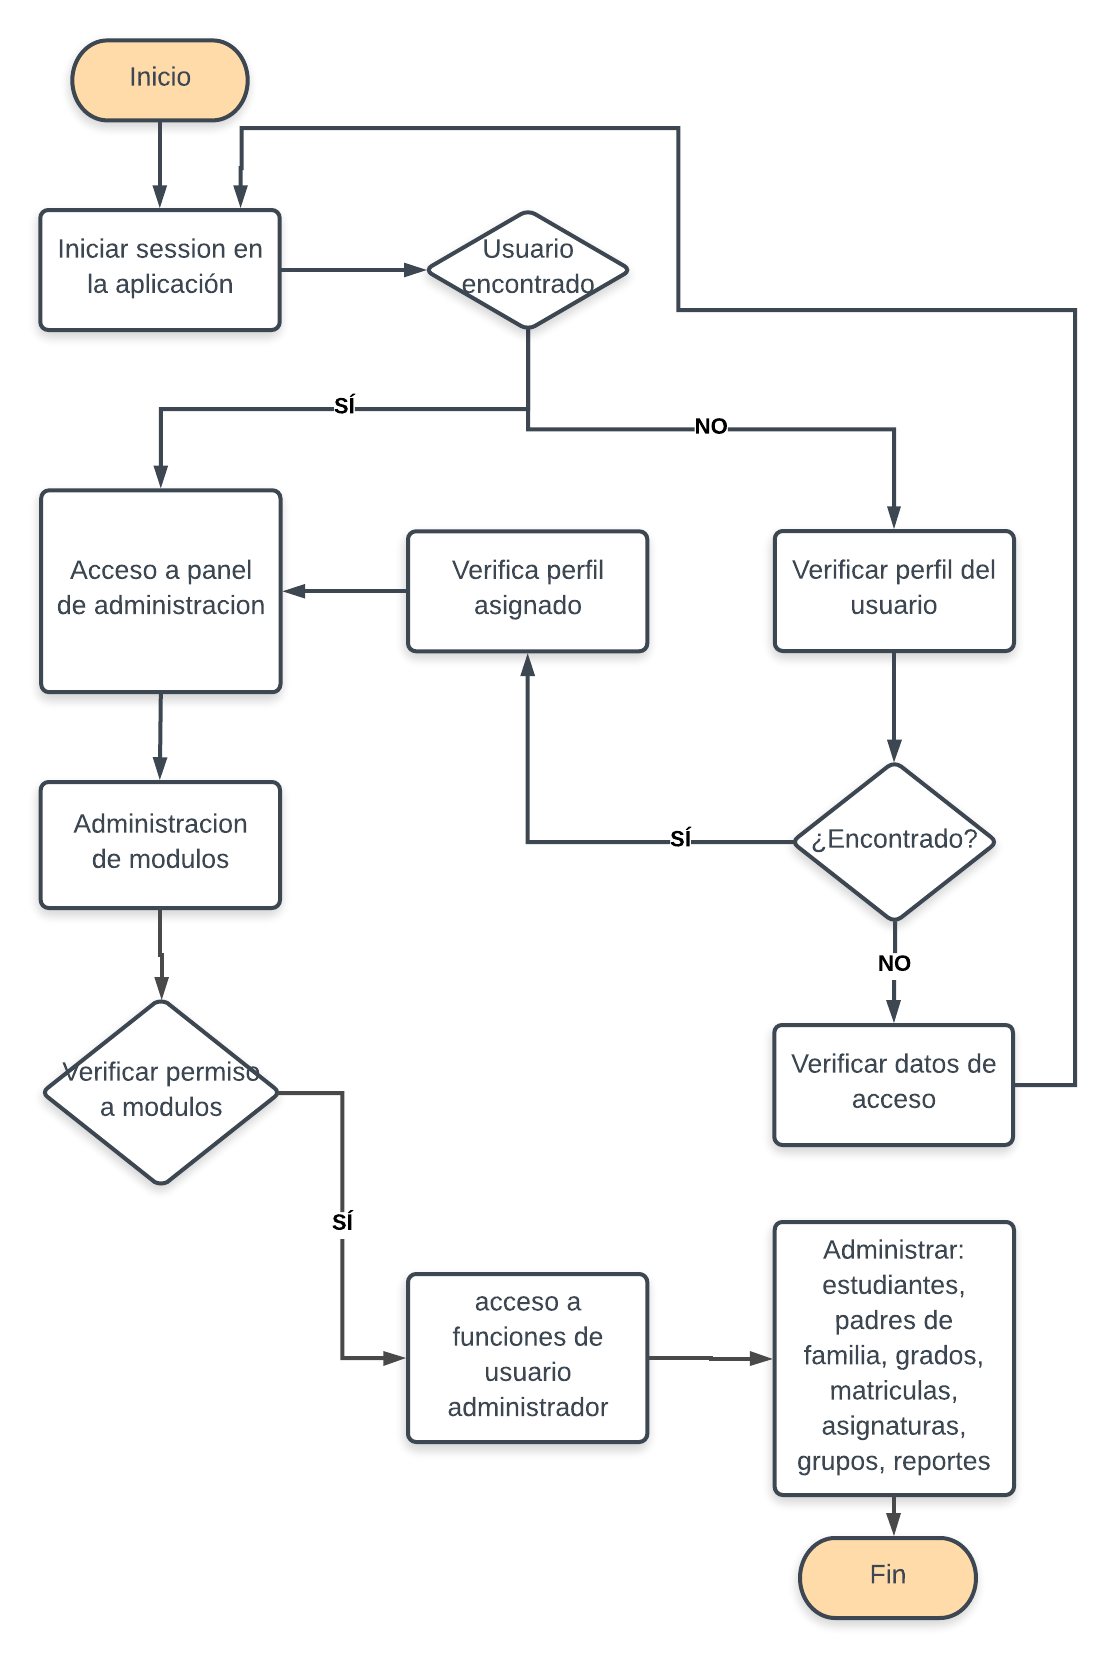 Inicio
Iniciar session en
la aplicación
Usuario
encontrado
SÍ
NO
Acceso a panel
de administracion
Verifica perfil
asignado
Verificar perfil del
usuario
Administracion
de modulos
SÍ
¿Encontrado?
NO
Verificar permiso
a modulos
Verificar datos de
acceso
SÍ
acceso a
funciones de
usuario
administrador
Administrar:
estudiantes,
padres de
familia, grados,
matriculas,
asignaturas,
grupos, reportes
Fin